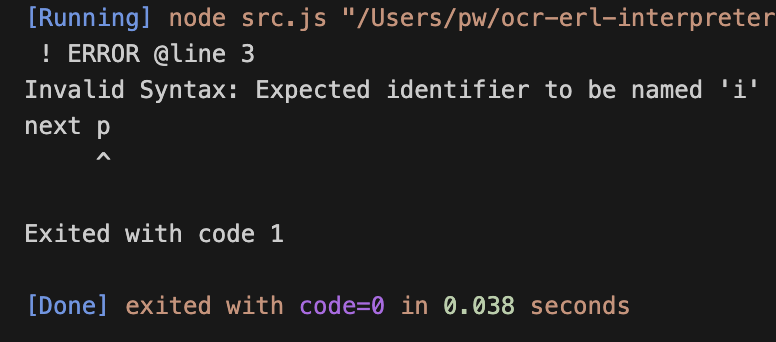 [Running] node src.js "/Users/pw/ocr-erl-interpreter
! ERROR @line 3
Invalid Syntax: Expected identifier to be named 'i'
next p
^
Exited with code 1
[Done] exited with code=0 in 0.038 seconds